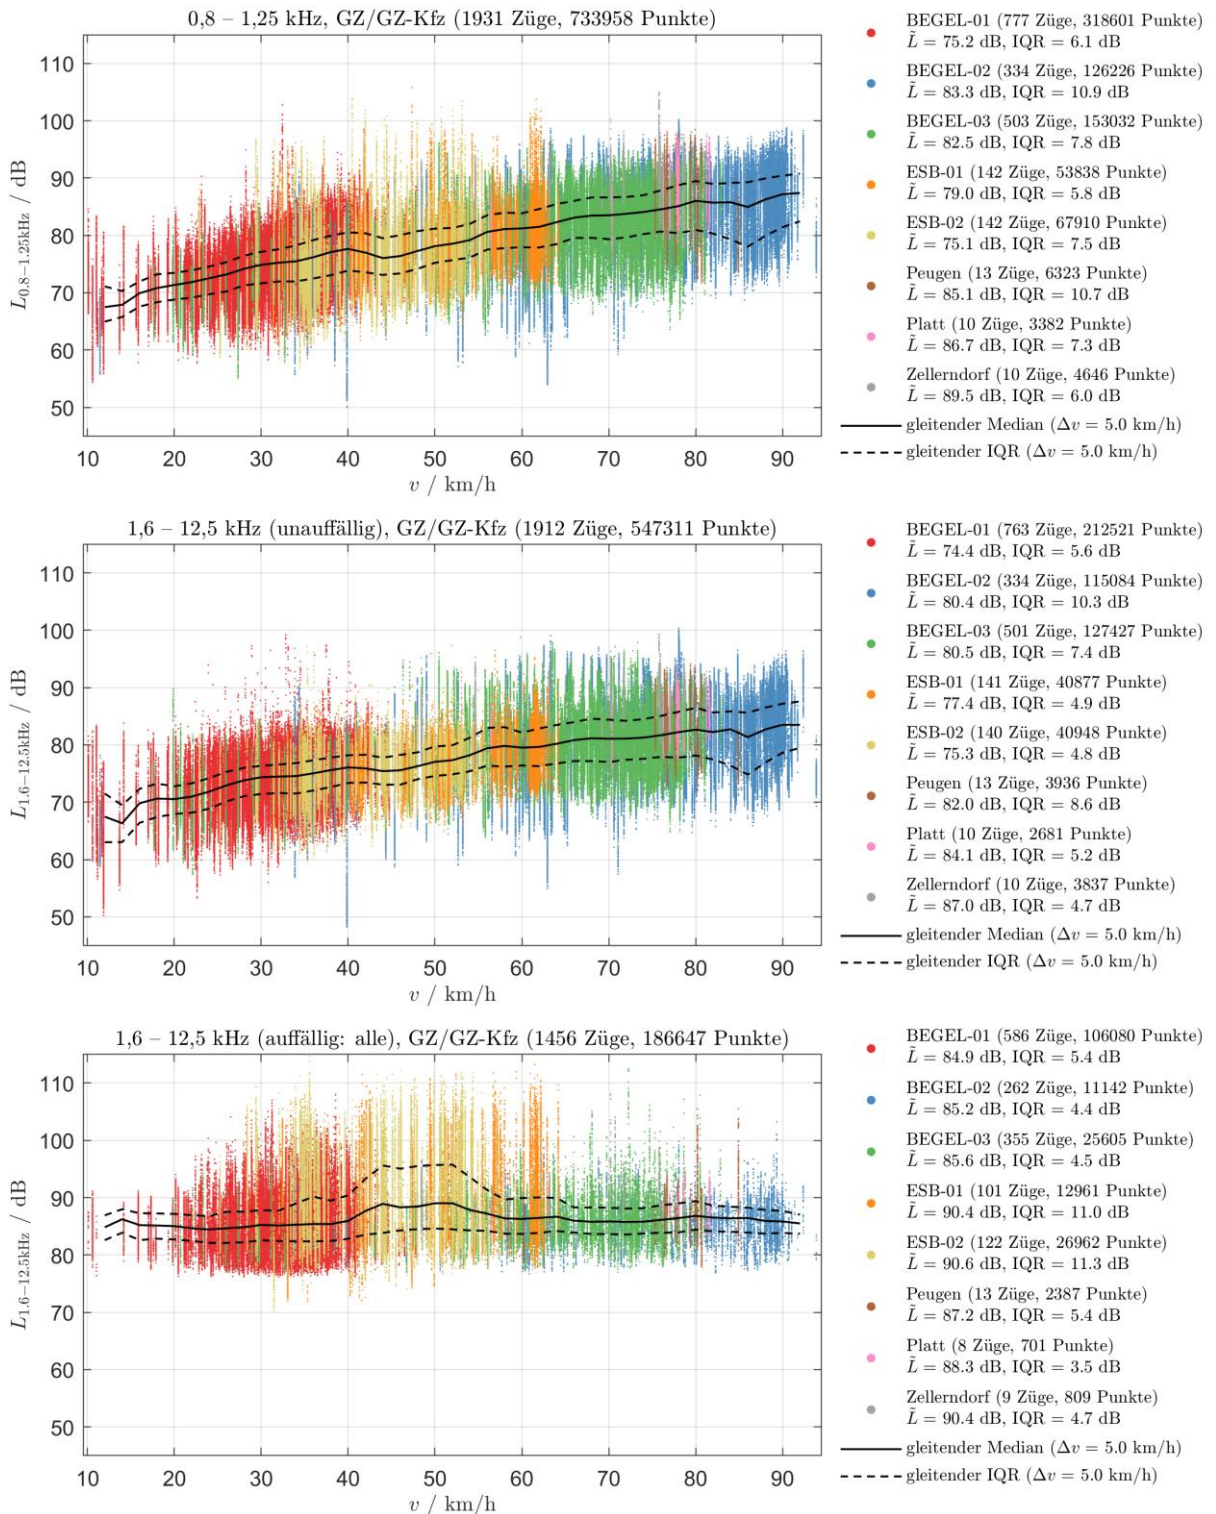 0,8 – 1,25 kHz, GZ/GZ-Kfz (1931 Züge, 733958 Punkte)
110
100
90
80
70
60
50
L0.8−1.25kHz / dB
10 20 30 40 50 60 70 80 90
v / km/h
BEGEL-01 (777 Züge, 318601 Punkte)
L̃ = 75.2 dB, IQR = 6.1 dB
BEGEL-02 (334 Züge, 126226 Punkte)
L̃ = 83.3 dB, IQR = 10.9 dB
BEGEL-03 (503 Züge, 153032 Punkte)
L̃ = 82.5 dB, IQR = 7.8 dB
ESB-01 (142 Züge, 53838 Punkte)
L̃ = 79.0 dB, IQR = 5.8 dB
ESB-02 (142 Züge, 67910 Punkte)
L̃ = 75.1 dB, IQR = 7.5 dB
Peugen (13 Züge, 6323 Punkte)
L̃ = 85.1 dB, IQR = 10.7 dB
Platt (10 Züge, 3382 Punkte)
L̃ = 86.7 dB, IQR = 7.3 dB
Zellerndorf (10 Züge, 4646 Punkte)
L̃ = 89.5 dB, IQR = 6.0 dB
gleitender Median (Δv = 5.0 km/h)
gleitender IQR (Δv = 5.0 km/h)
1,6 – 12,5 kHz (unauffällig), GZ/GZ-Kfz (1912 Züge, 547311 Punkte)
110
100
90
80
70
60
50
L1.6−12.5kHz / dB
10 20 30 40 50 60 70 80 90
v / km/h
BEGEL-01 (763 Züge, 212521 Punkte)
L̃ = 74.4 dB, IQR = 5.6 dB
BEGEL-02 (334 Züge, 115084 Punkte)
L̃ = 80.4 dB, IQR = 10.3 dB
BEGEL-03 (501 Züge, 127427 Punkte)
L̃ = 80.5 dB, IQR = 7.4 dB
ESB-01 (141 Züge, 40877 Punkte)
L̃ = 77.4 dB, IQR = 4.9 dB
ESB-02 (140 Züge, 40948 Punkte)
L̃ = 75.3 dB, IQR = 4.8 dB
Peugen (13 Züge, 3936 Punkte)
L̃ = 82.0 dB, IQR = 8.6 dB
Platt (10 Züge, 2681 Punkte)
L̃ = 84.1 dB, IQR = 5.2 dB
Zellerndorf (10 Züge, 3837 Punkte)
L̃ = 87.0 dB, IQR = 4.7 dB
gleitender Median (Δv = 5.0 km/h)
gleitender IQR (Δv = 5.0 km/h)
1,6 – 12,5 kHz (auffällig: alle), GZ/GZ-Kfz (1456 Züge, 186647 Punkte)
110
100
90
80
70
60
50
L1.6−12.5kHz / dB
10 20 30 40 50 60 70 80 90
v / km/h
BEGEL-01 (586 Züge, 106080 Punkte)
L̃ = 84.9 dB, IQR = 5.4 dB
BEGEL-02 (262 Züge, 11142 Punkte)
L̃ = 85.2 dB, IQR = 4.4 dB
BEGEL-03 (355 Züge, 25605 Punkte)
L̃ = 85.6 dB, IQR = 4.5 dB
ESB-01 (101 Züge, 12961 Punkte)
L̃ = 90.4 dB, IQR = 11.0 dB
ESB-02 (122 Züge, 26962 Punkte)
L̃ = 90.6 dB, IQR = 11.3 dB
Peugen (13 Züge, 2387 Punkte)
L̃ = 87.2 dB, IQR = 5.4 dB
Platt (8 Züge, 701 Punkte)
L̃ = 88.3 dB, IQR = 3.5 dB
Zellerndorf (9 Züge, 809 Punkte)
L̃ = 90.4 dB, IQR = 4.7 dB
gleitender Median (Δv = 5.0 km/h)
gleitender IQR (Δv = 5.0 km/h)